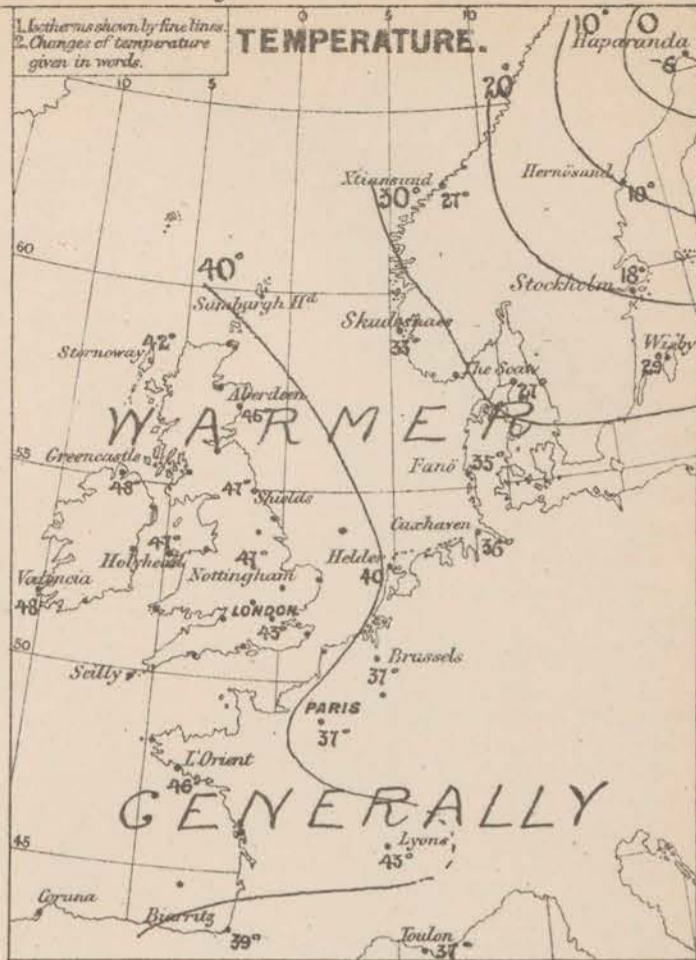 1. Isotherms shown by fine lines.
2. Changes of temperature
given in words.
TEMPERATURE.
10° 0
Haparanda
-6
10 5 0 5 10
20°
Xtiansund
27°
30°
Hernösand
10°
60
40°
Sumburgh Hd
18°
Stockholm
Skudesnaes
33°
42°
Stornoway
Wisby
29
The Scaw
27
Aberdeen
46°
WARMER
55
Greencastle
48°
Fanö
35°
47°
Shields
Cuxhaven
36°
47°
Holyhead
47°
Nottingham
Helder
40
Valencia
48
LONDON
43°
50
Scilly
Brussels
37°
PARIS
37°
L'Orient
46°
GENERALLY
45
Lyons
43°
Coruna
Biarritz
39°
Toulon
37°